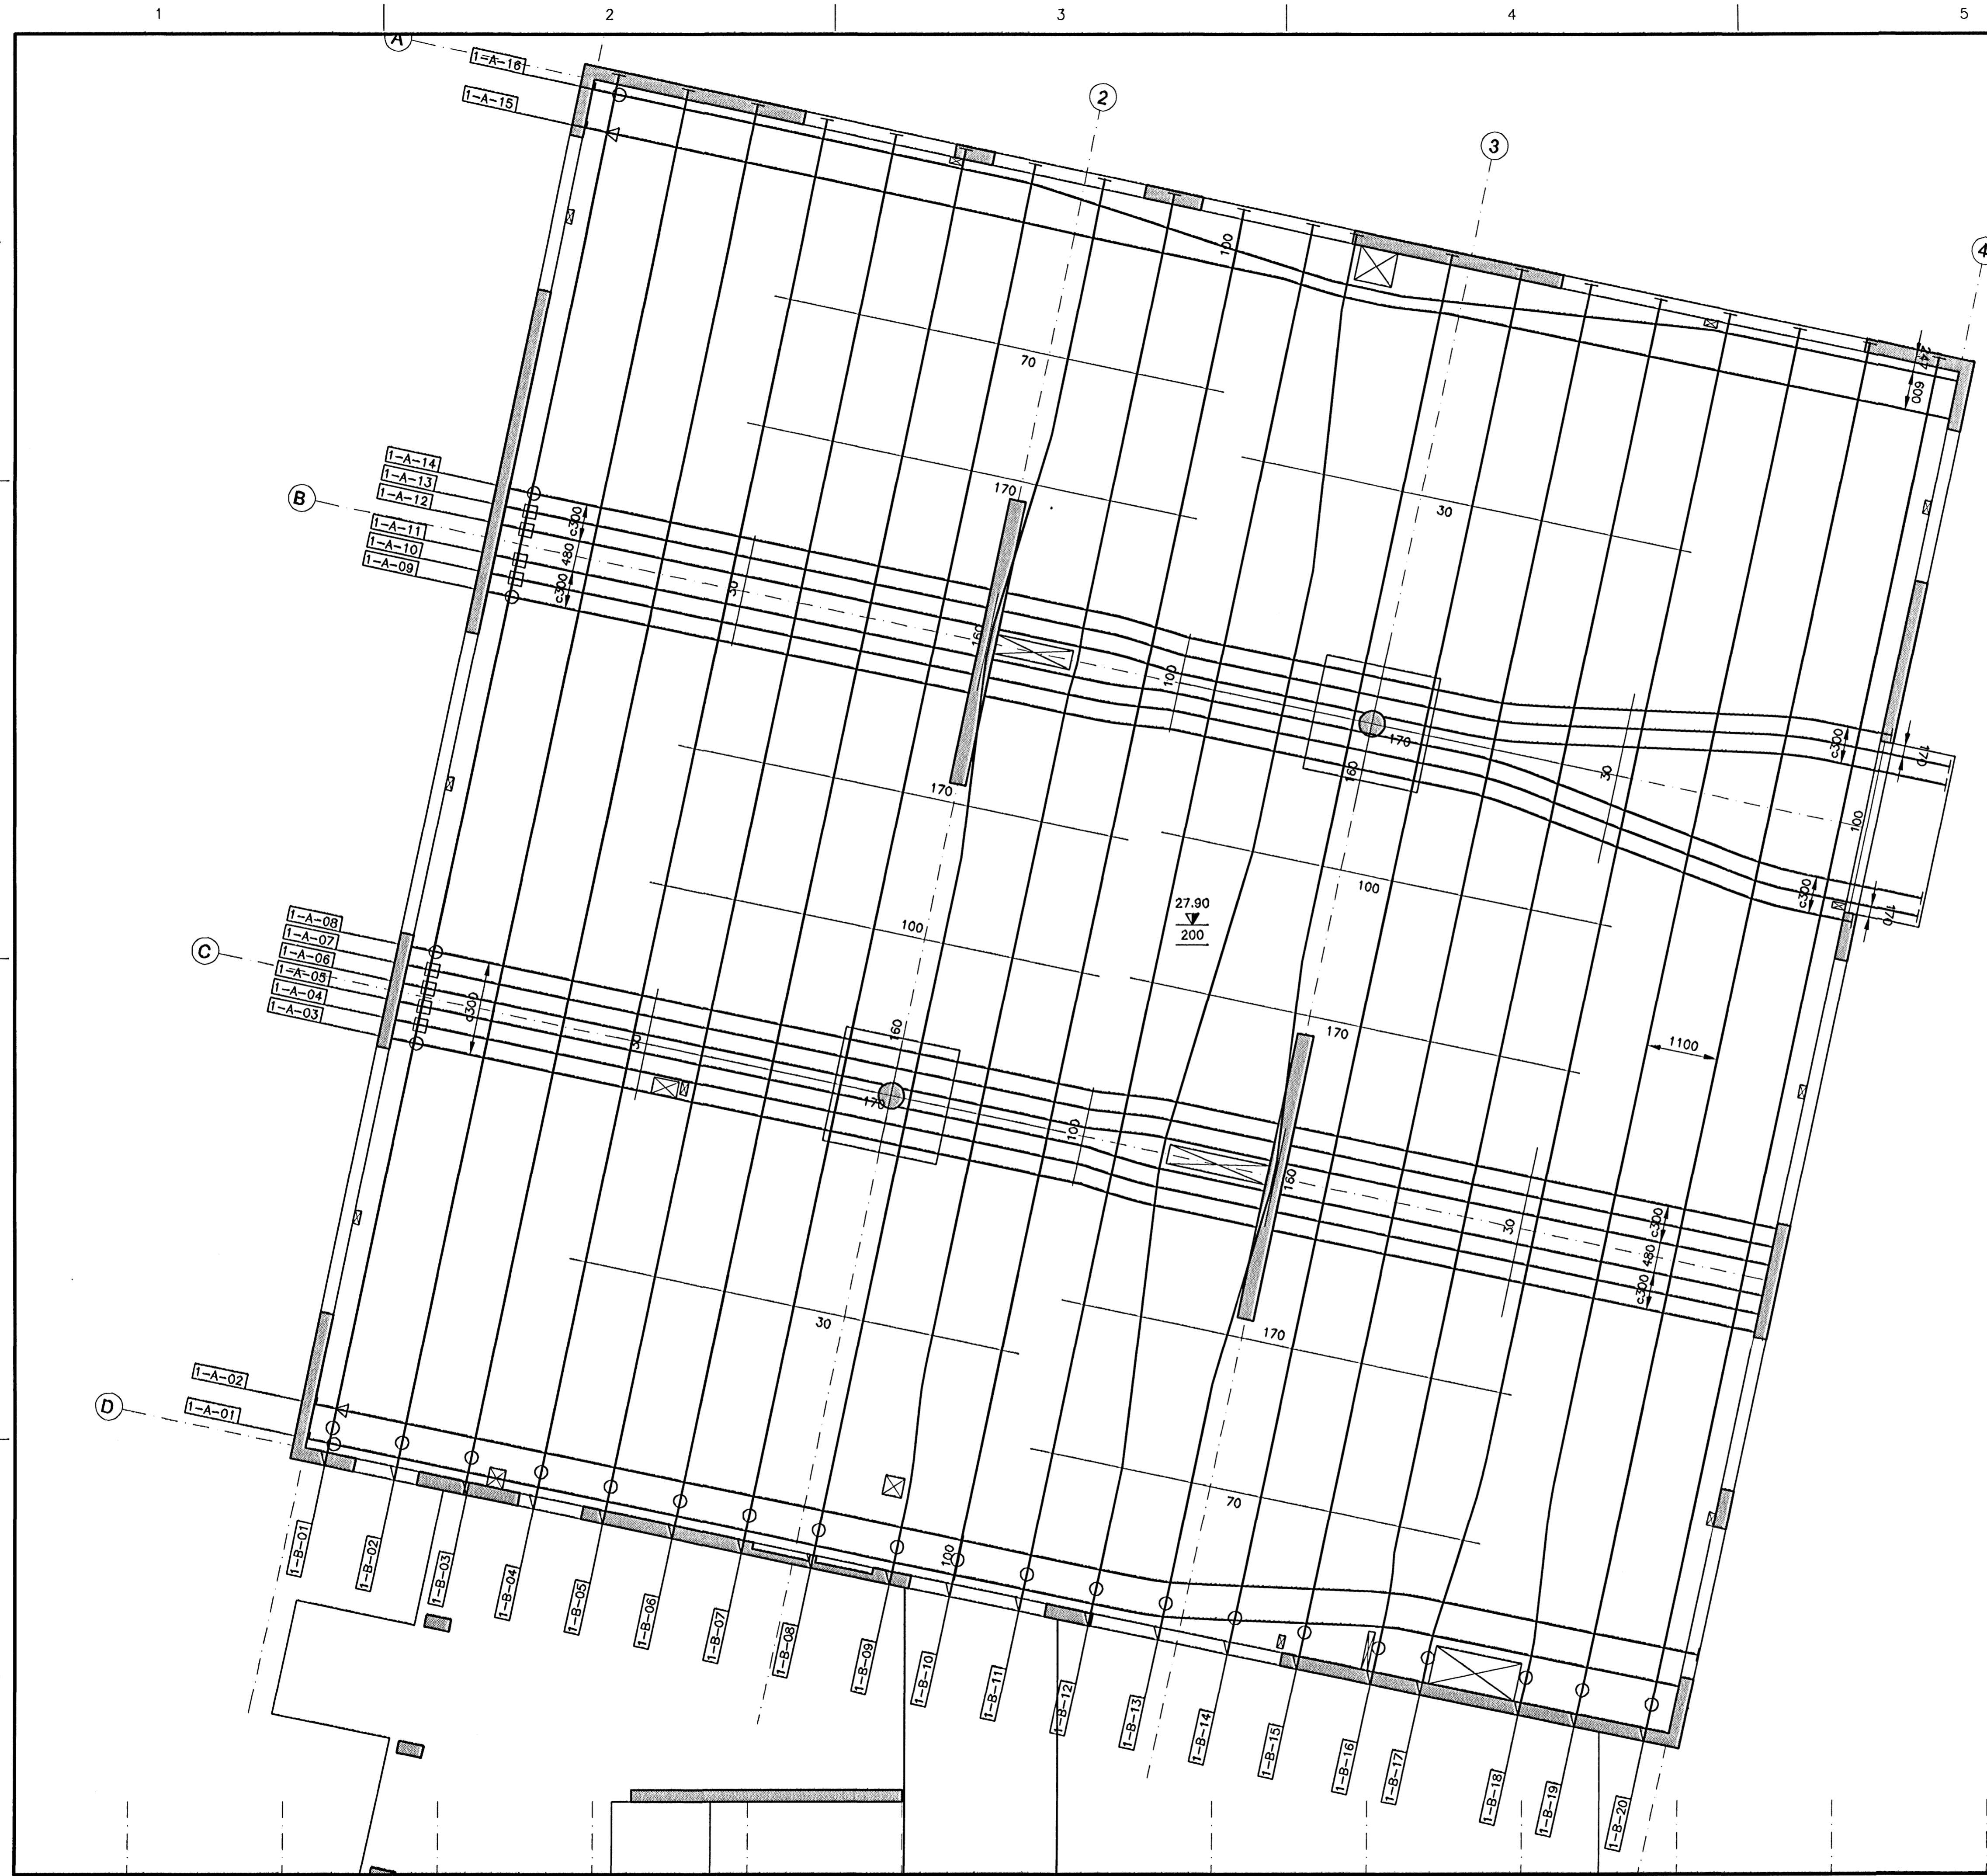 1 2 3 4 5
A
1-A-16
1-A-15
2
3
4
100
70
247
600
30
1-A-14
1-A-13
1-A-12
B
1-A-11
1-A-10
1-A-09
c300
480
c300
30
170
160
100
170
160
30
c300
170
100
c300
170
170
100
27.90
200
100
1-A-08
1-A-07
1-A-06
C
1-A-05
1-A-04
1-A-03
c300
30
160
170
100
170
1100
160
30
c300
480
c300
30
170
70
1-A-02
D
1-A-01
100
1-B-01
1-B-02
1-B-03
1-B-04
1-B-05
1-B-06
1-B-07
1-B-08
1-B-09
1-B-10
1-B-11
1-B-12
1-B-13
1-B-14
1-B-15
1-B-16
1-B-17
1-B-18
1-B-19
1-B-20